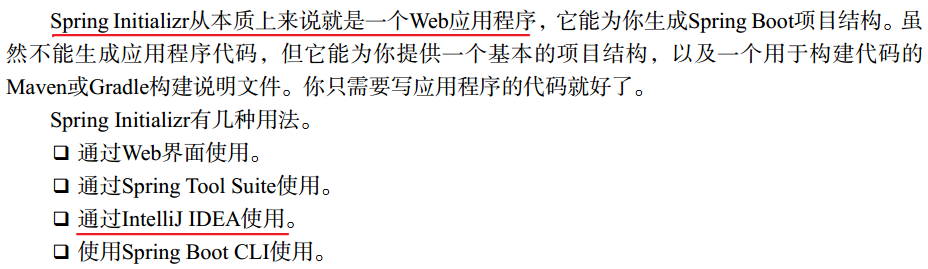 Spring Initializr从本质上来说就是一个Web应用程序，它能为你生成Spring Boot项目结构。虽
然不能生成应用程序代码，但它能为你提供一个基本的项目结构，以及一个用于构建代码的
Maven或Gradle构建说明文件。你只需要写应用程序的代码就好了。
Spring Initializr有几种用法。
❑ 通过Web界面使用。
❑ 通过Spring Tool Suite使用。
❑ 通过IntelliJ IDEA使用。
❑ 使用Spring Boot CLI使用。